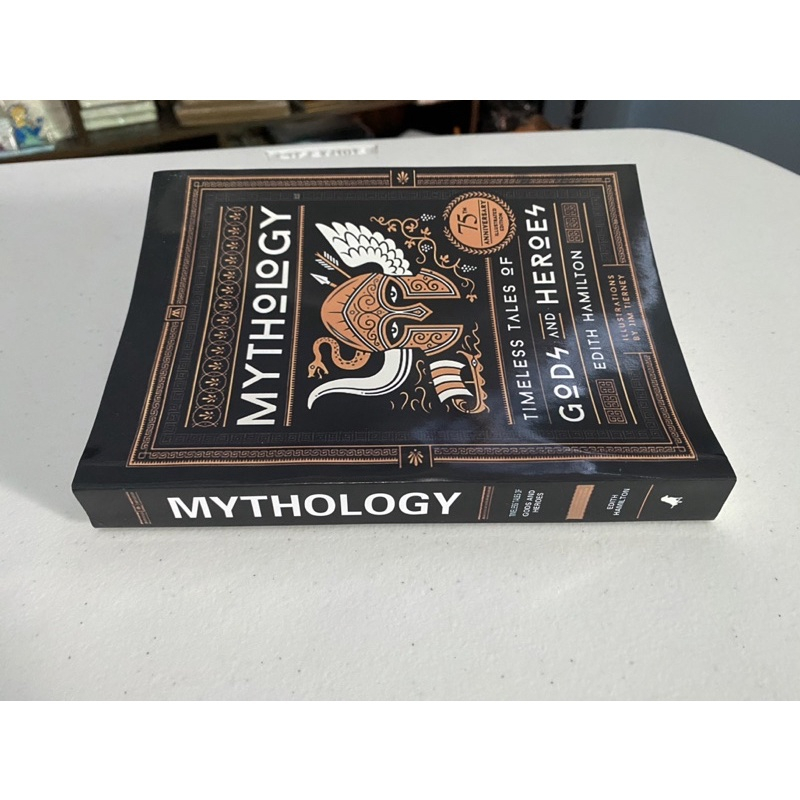 MYTHOLOGY
75TH
ANNIVERSARY
ILLUSTRATED
EDITION
TIMELESS TALES OF
GODS AND HEROES
EDITH HAMILTON
ILLUSTRATIONS
BY JIM TIERNEY
MYTHOLOGY
TIMELESS TALES OF
GODS AND
HEROES
EDITH
HAMILTON